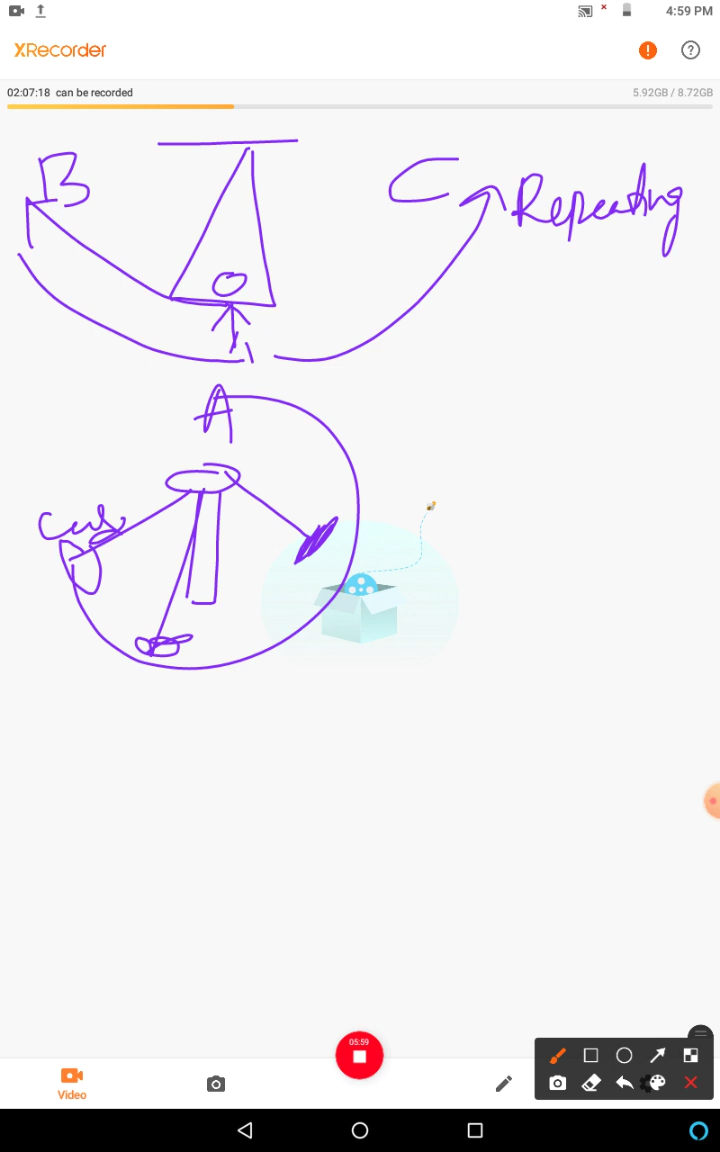 4:59 PM
XRecorder
02:07:18 can be recorded
5.92GB / 8.72GB
B
C Repeating
O
A
A
05:59
Video